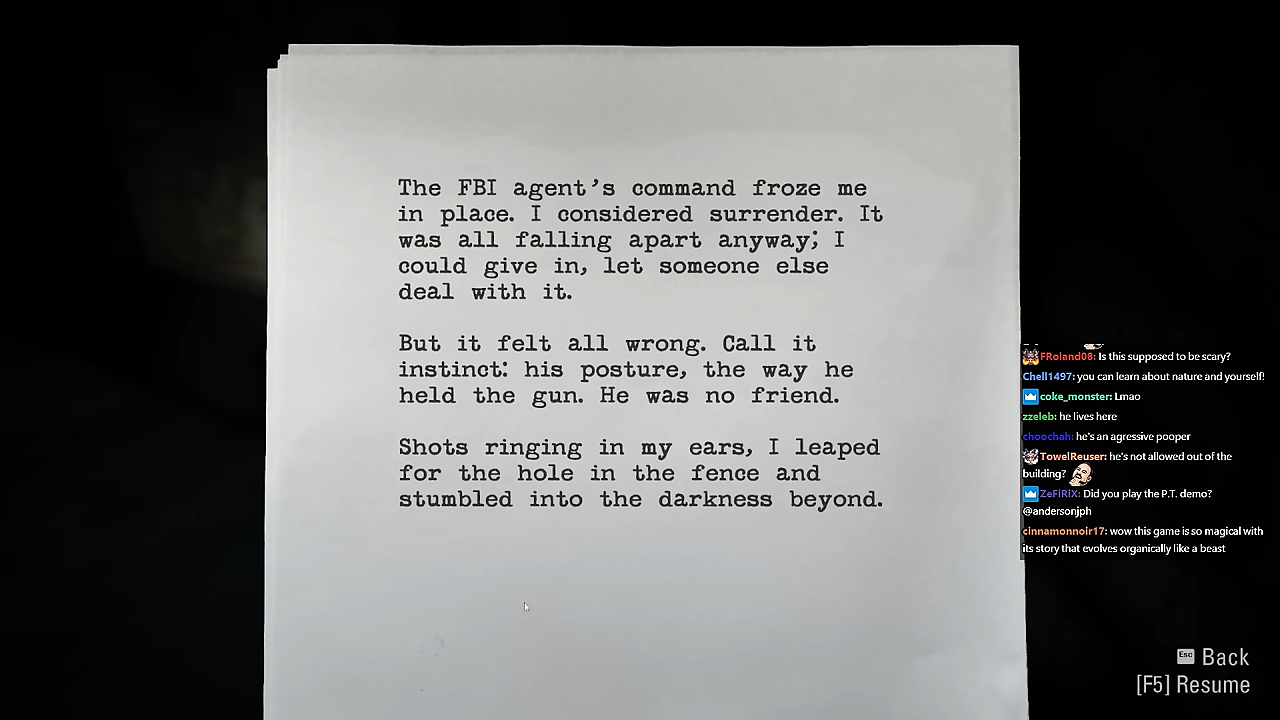 The FBI agent's command froze me
in place. I considered surrender. It
was all falling apart anyway; I
could give in, let someone else
deal with it.
But it felt all wrong. Call it
instinct: his posture, the way he
held the gun. He was no friend.
Shots ringing in my ears, I leaped
for the hole in the fence and
stumbled into the darkness beyond.
FRoland08: Is this supposed to be scary?
Chell1497: you can learn about nature and yourself!
coke_monster: Lmao
zzeleb: he lives here
choochah: he's an agressive pooper
TowelReuser: he's not allowed out of the
building?
ZeFiRiX: Did you play the P.T. demo?
@andersonjph
cinnamonnoir17: wow this game is so magical with
its story that evolves organically like a beast
Esc Back
[F5] Resume